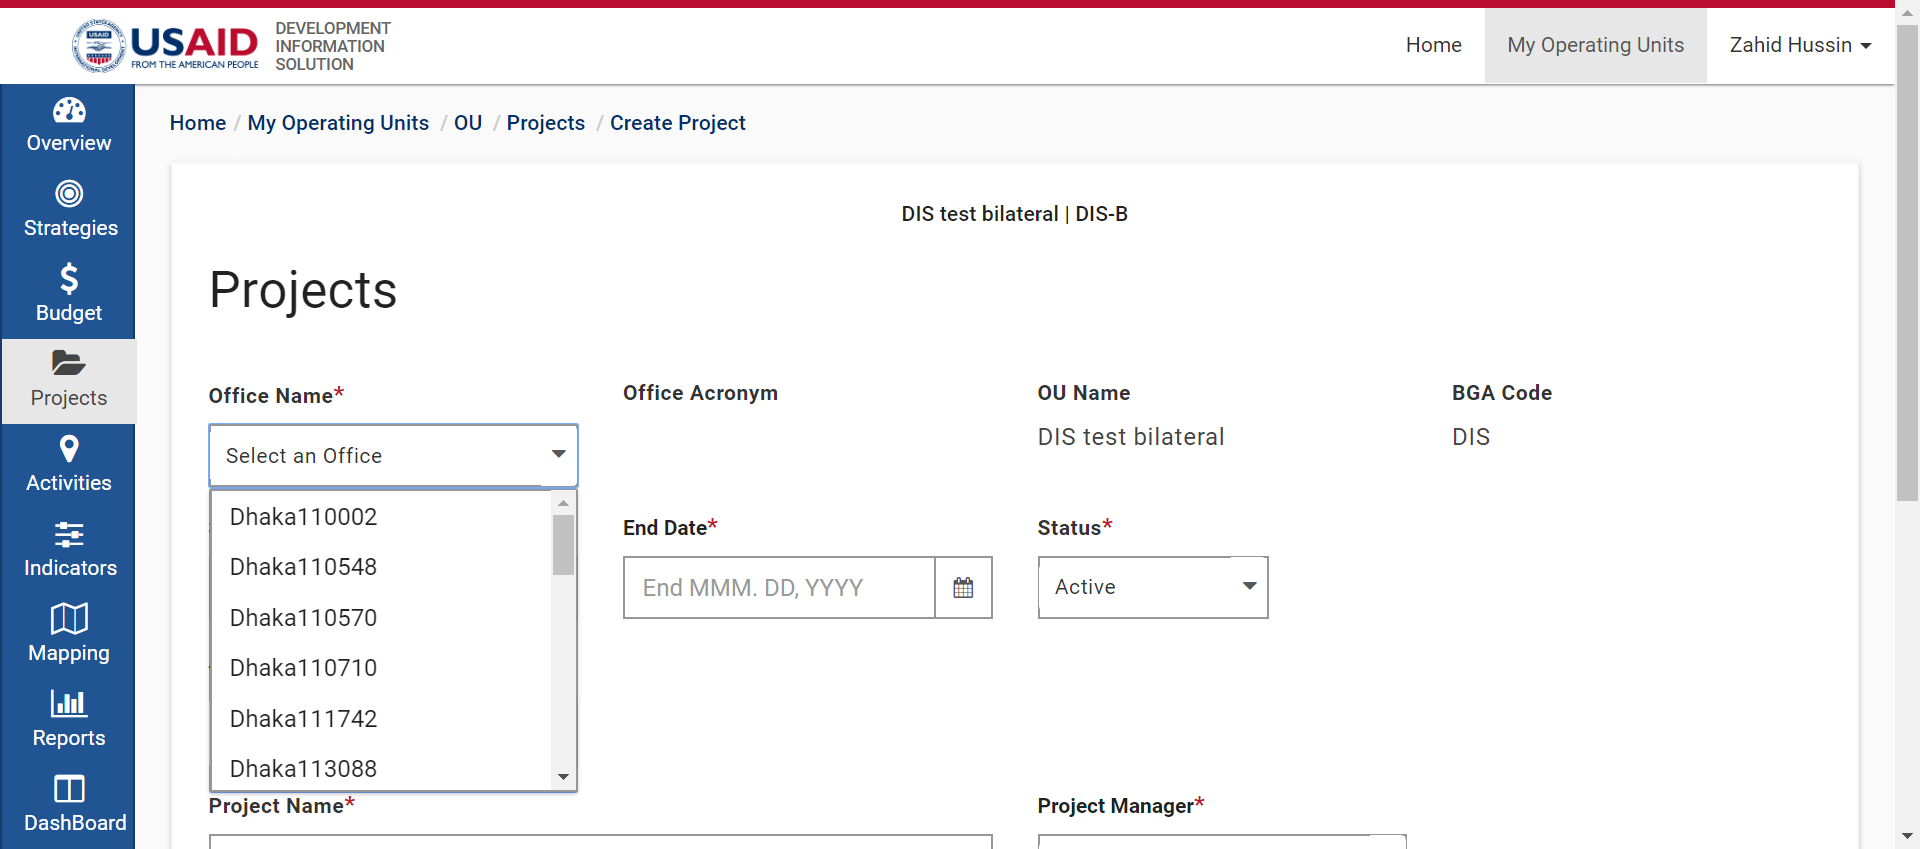 USAID
FROM THE AMERICAN PEOPLE
DEVELOPMENT
INFORMATION
SOLUTION
Home
My Operating Units
Zahid Hussin
Overview
Strategies
Budget
Projects
Activities
Indicators
Mapping
Reports
DashBoard
Home / My Operating Units / OU / Projects / Create Project
DIS test bilateral | DIS-B
Projects
Office Name*
Select an Office
Dhaka110002
Dhaka110548
Dhaka110570
Dhaka110710
Dhaka111742
Dhaka113088
Office Acronym
OU Name
DIS test bilateral
BGA Code
DIS
End Date*
End MMM. DD, YYYY
Status*
Active
Project Name*
Project Manager*